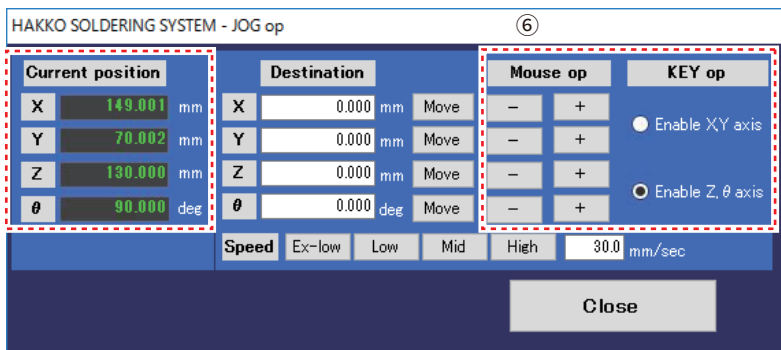 HAKKO SOLDERING SYSTEM - JOG op
⑥
Current position Destination Mouse op KEY op
X 149.001 mm X 0.000 mm Move - +
Enable X,Y axis
Y 70.002 mm Y 0.000 mm Move - +
Z 130.000 mm Z 0.000 mm Move - +
Enable Z, θ axis
θ 90.000 deg θ 0.000 deg Move - +
Speed Ex-low Low Mid High 30.0 mm/sec
Close